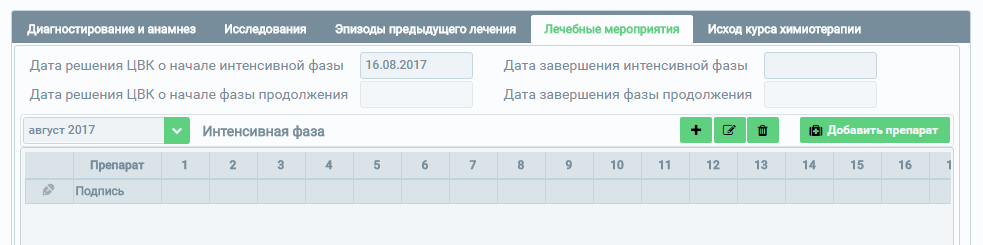 Диагностирование и анамнез Исследования Эпизоды предыдущего лечения Лечебные мероприятия Исход курса химиотерапии
Дата решения ЦВК о начале интенсивной фазы 16.08.2017 Дата завершения интенсивной фазы
Дата решения ЦВК о начале фазы продолжения Дата завершения фазы продолжения
август 2017 Интенсивная фаза Добавить препарат
Препарат 1 2 3 4 5 6 7 8 9 10 11 12 13 14 15 16
Подпись